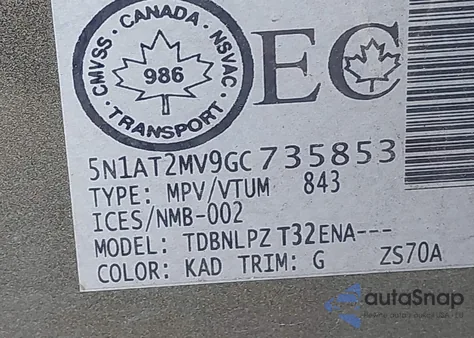 CMVSS • CANADA • NSVAC
986
TRANSPORT
EC
5N1AT2MV9GC735853
TYPE: MPV/VTUM 843
ICES/NMB-002
MODEL: TDBNLPZ T32ENA---
COLOR: KAD TRIM: G ZS70A
autoSnap